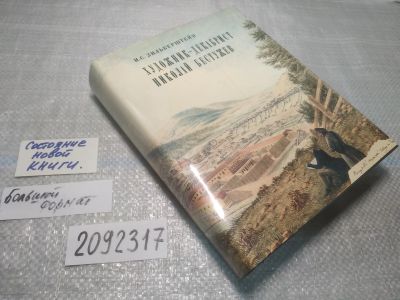 И.С. ЗИЛЬБЕРШТЕЙН
ХУДОЖНИК-ДЕКАБРИСТ
НИКОЛАЙ БЕСТУЖЕВ
Состояние
новой
книги.
большой
формат
2092317